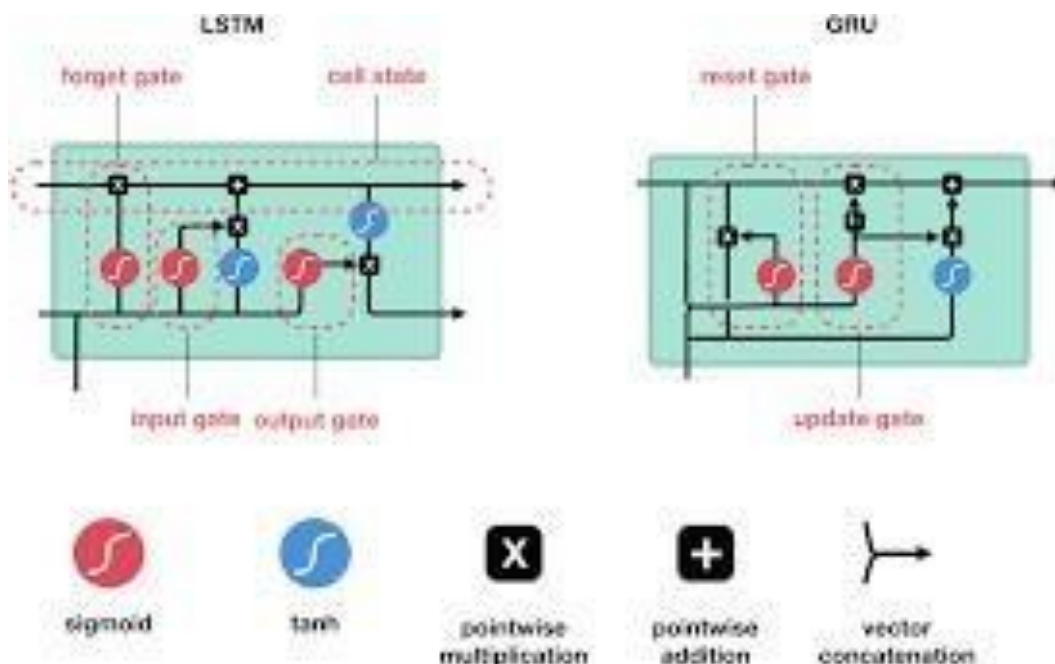 LSTM
GRU
forget gate
cell state
reset gate
input gate
output gate
update gate
sigmoid
tanh
pointwise
multiplication
pointwise
addition
vector
concatenation